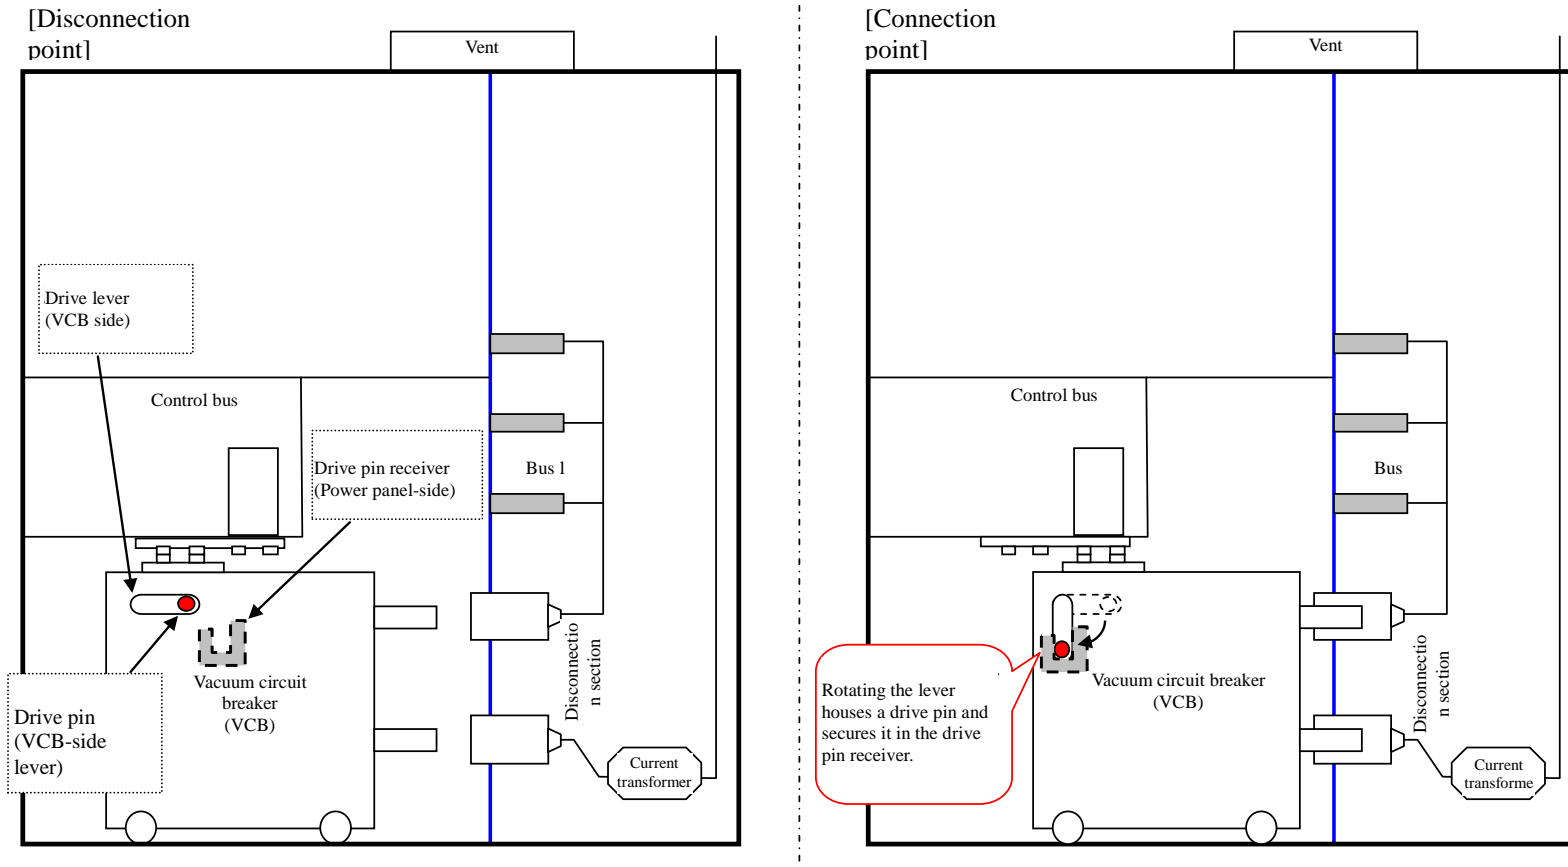 [Disconnection
point]
Vent
Drive lever
(VCB side)
Control bus
Drive pin receiver
(Power panel-side)
Bus l
Vacuum circuit
breaker
(VCB)
Drive pin
(VCB-side
lever)
Disconnectio
n section
Current
transformer
[Connection
point]
Vent
Control bus
Bus
Rotating the lever
houses a drive pin and
secures it in the drive
pin receiver.
Vacuum circuit breaker
(VCB)
Disconnectio
n section
Current
transforme